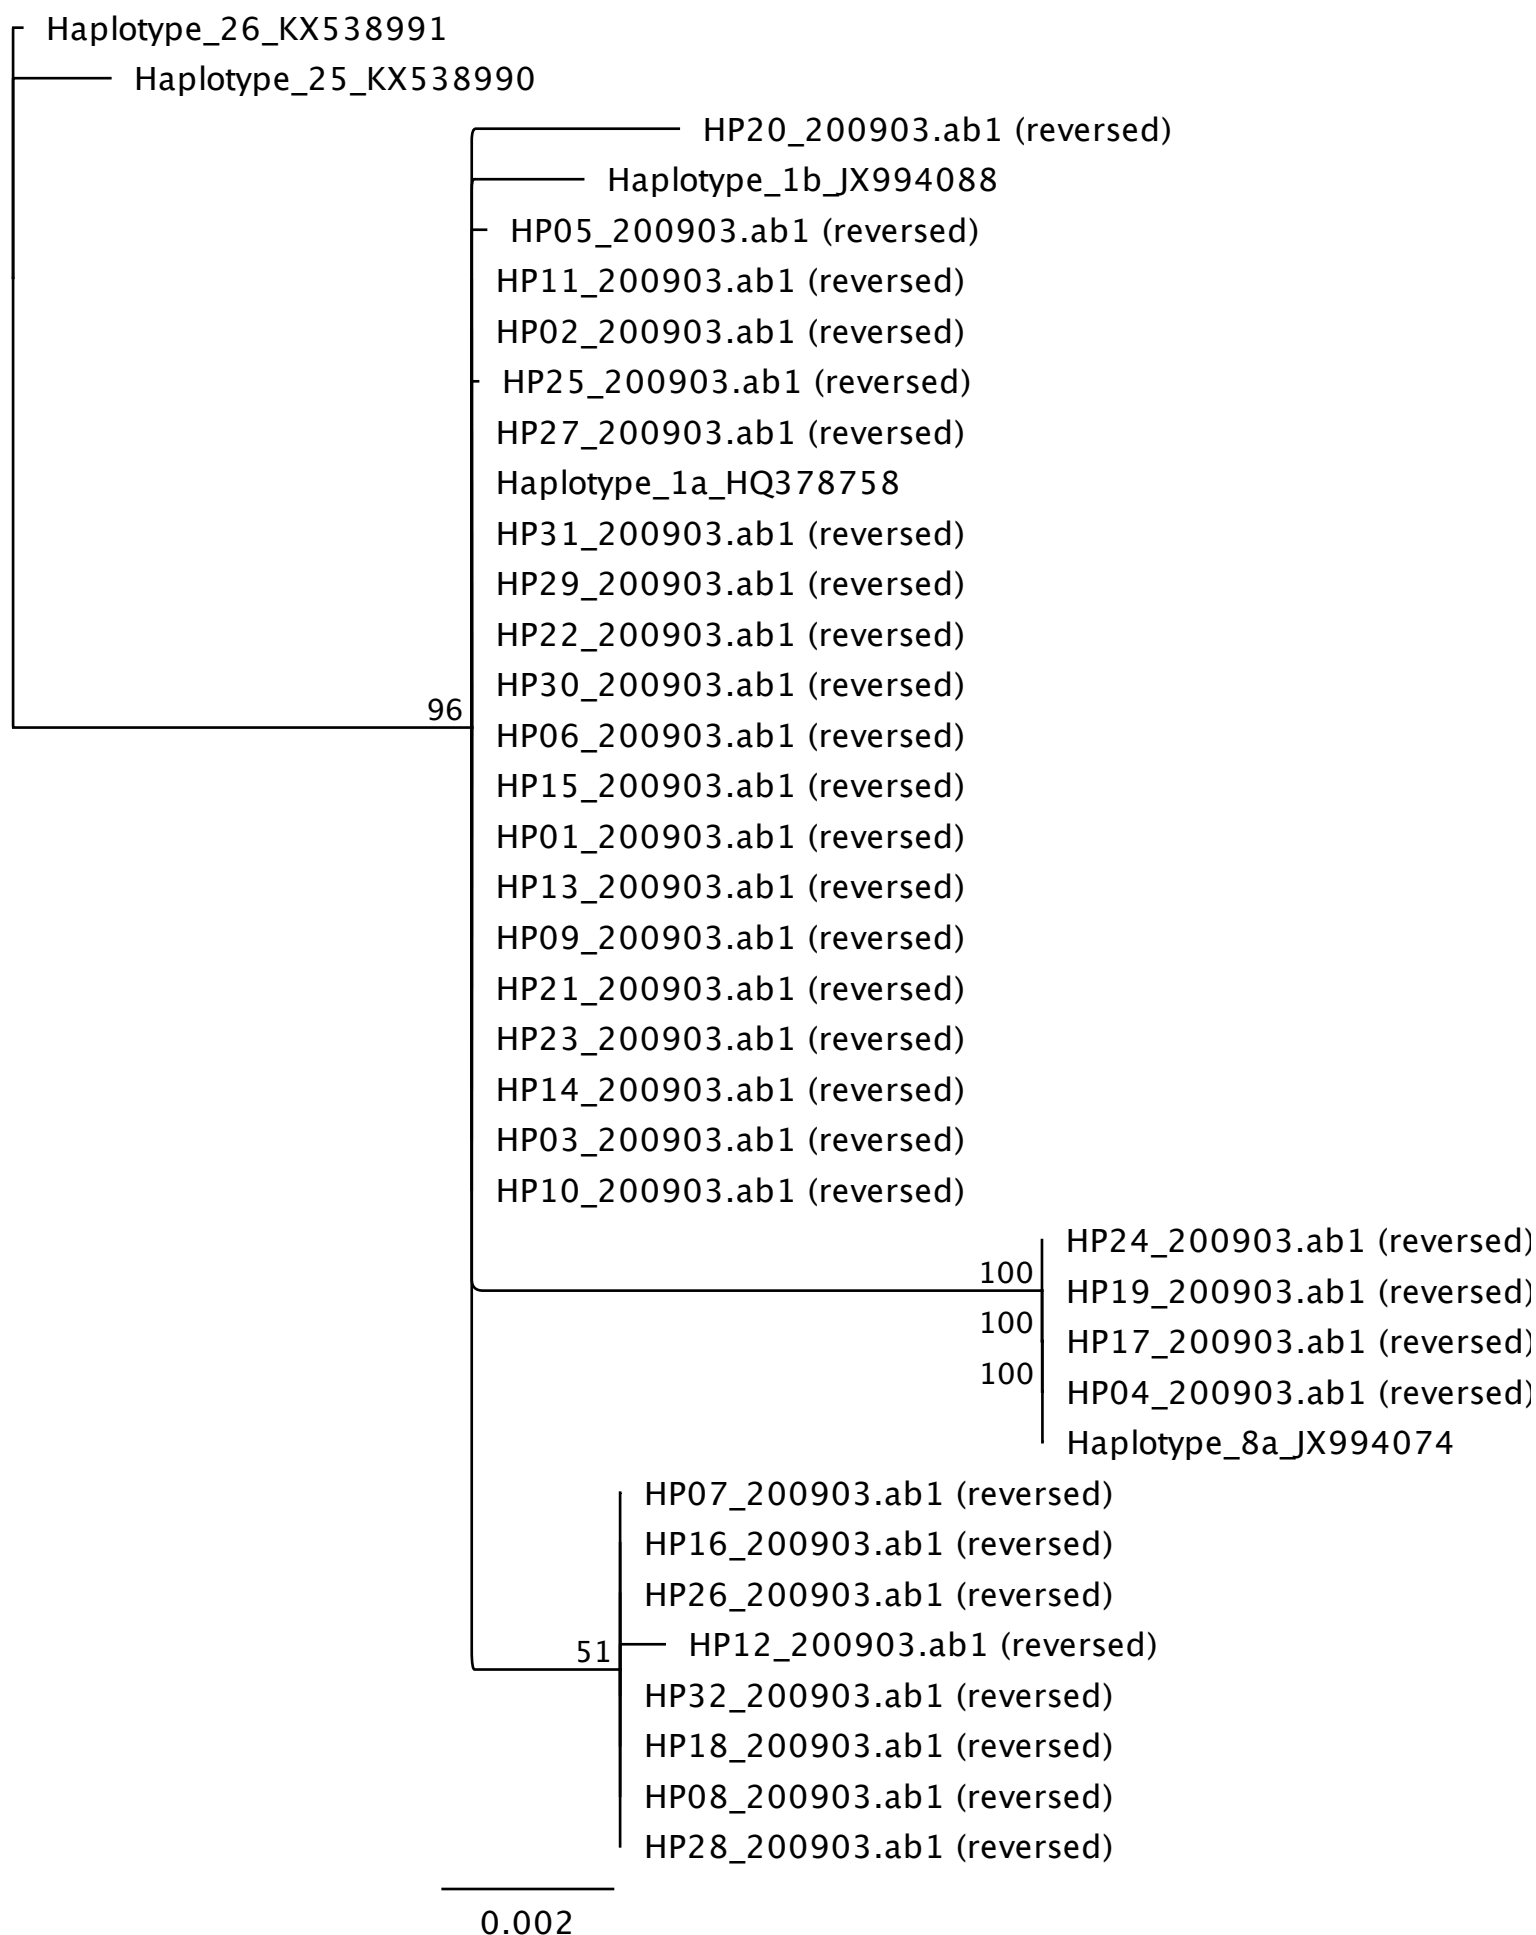 Haplotype_26_KX538991
Haplotype_25_KX538990
HP20_200903.ab1 (reversed)
Haplotype_1b_JX994088
HP05_200903.ab1 (reversed)
HP11_200903.ab1 (reversed)
HP02_200903.ab1 (reversed)
HP25_200903.ab1 (reversed)
HP27_200903.ab1 (reversed)
Haplotype_1a_HQ378758
HP31_200903.ab1 (reversed)
HP29_200903.ab1 (reversed)
HP22_200903.ab1 (reversed)
HP30_200903.ab1 (reversed)
96
HP06_200903.ab1 (reversed)
HP15_200903.ab1 (reversed)
HP01_200903.ab1 (reversed)
HP13_200903.ab1 (reversed)
HP09_200903.ab1 (reversed)
HP21_200903.ab1 (reversed)
HP23_200903.ab1 (reversed)
HP14_200903.ab1 (reversed)
HP03_200903.ab1 (reversed)
HP10_200903.ab1 (reversed)
HP24_200903.ab1 (reversed)
100
HP19_200903.ab1 (reversed)
100
HP17_200903.ab1 (reversed)
100
HP04_200903.ab1 (reversed)
Haplotype_8a_JX994074
HP07_200903.ab1 (reversed)
HP16_200903.ab1 (reversed)
HP26_200903.ab1 (reversed)
HP12_200903.ab1 (reversed)
51
HP32_200903.ab1 (reversed)
HP18_200903.ab1 (reversed)
HP08_200903.ab1 (reversed)
HP28_200903.ab1 (reversed)
0.002